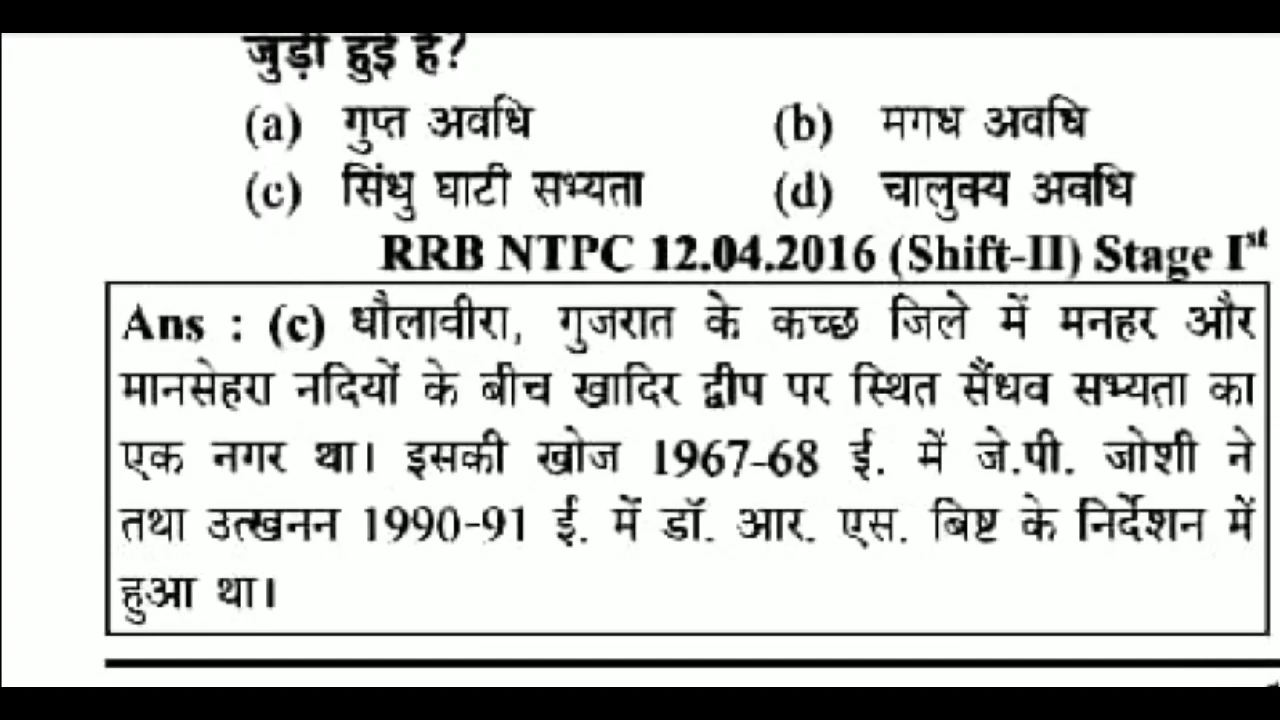 जुड़ी हुई है?
(a) गुप्त अवधि (b) मगध अवधि
(c) सिंधु घाटी सभ्यता (d) चालुक्य अवधि
RRB NTPC 12.04.2016 (Shift-II) Stage Ist
Ans : (c) धौलावीरा, गुजरात के कच्छ जिले में मनहर और
मानसेहरा नदियों के बीच खादिर द्वीप पर स्थित सैंधव सभ्यता का
एक नगर था। इसकी खोज 1967-68 ई. में जे.पी. जोशी ने
तथा उत्खनन 1990-91 ई. में डॉ. आर. एस. बिष्ट के निर्देशन में
हुआ था।